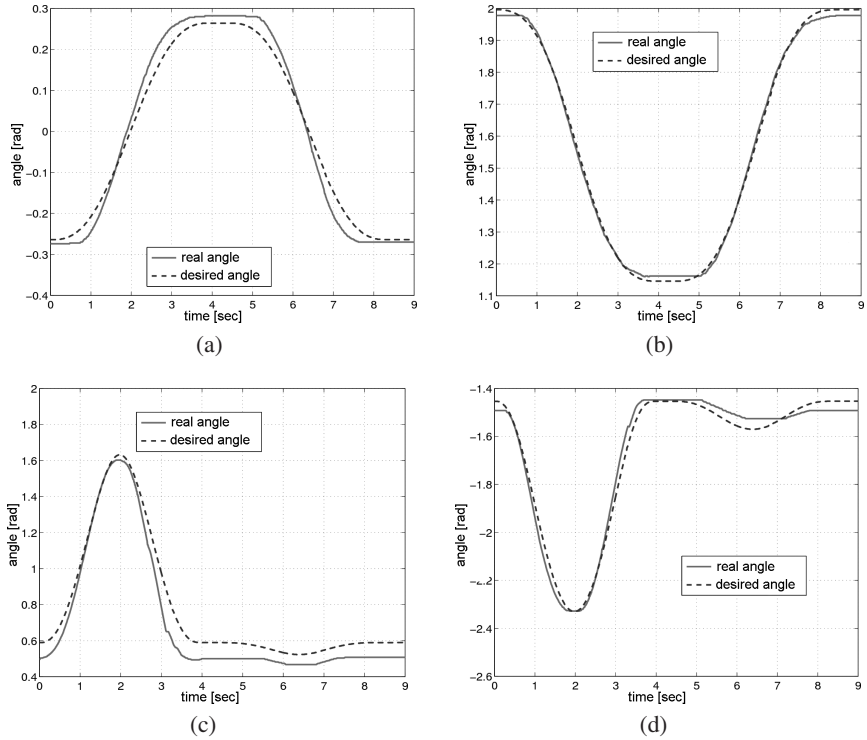 0.3
0.2
0.1
0
−0.1
−0.2
−0.3
−0.4
angle [rad]
real angle
desired angle
0 1 2 3 4 5 6 7 8 9
time [sec]
(a)
2
1.9
1.8
1.7
1.6
1.5
1.4
1.3
1.2
1.1
angle [rad]
real angle
desired angle
0 1 2 3 4 5 6 7 8 9
time [sec]
(b)
2
1.8
1.6
1.4
1.2
1
0.8
0.6
0.4
angle [rad]
real angle
desired angle
0 1 2 3 4 5 6 7 8 9
time [sec]
(c)
−1.4
−1.6
−1.8
−2
−2.2
−2.4
−2.6
angle [rad]
real angle
desired angle
0 1 2 3 4 5 6 7 8 9
time [sec]
(d)